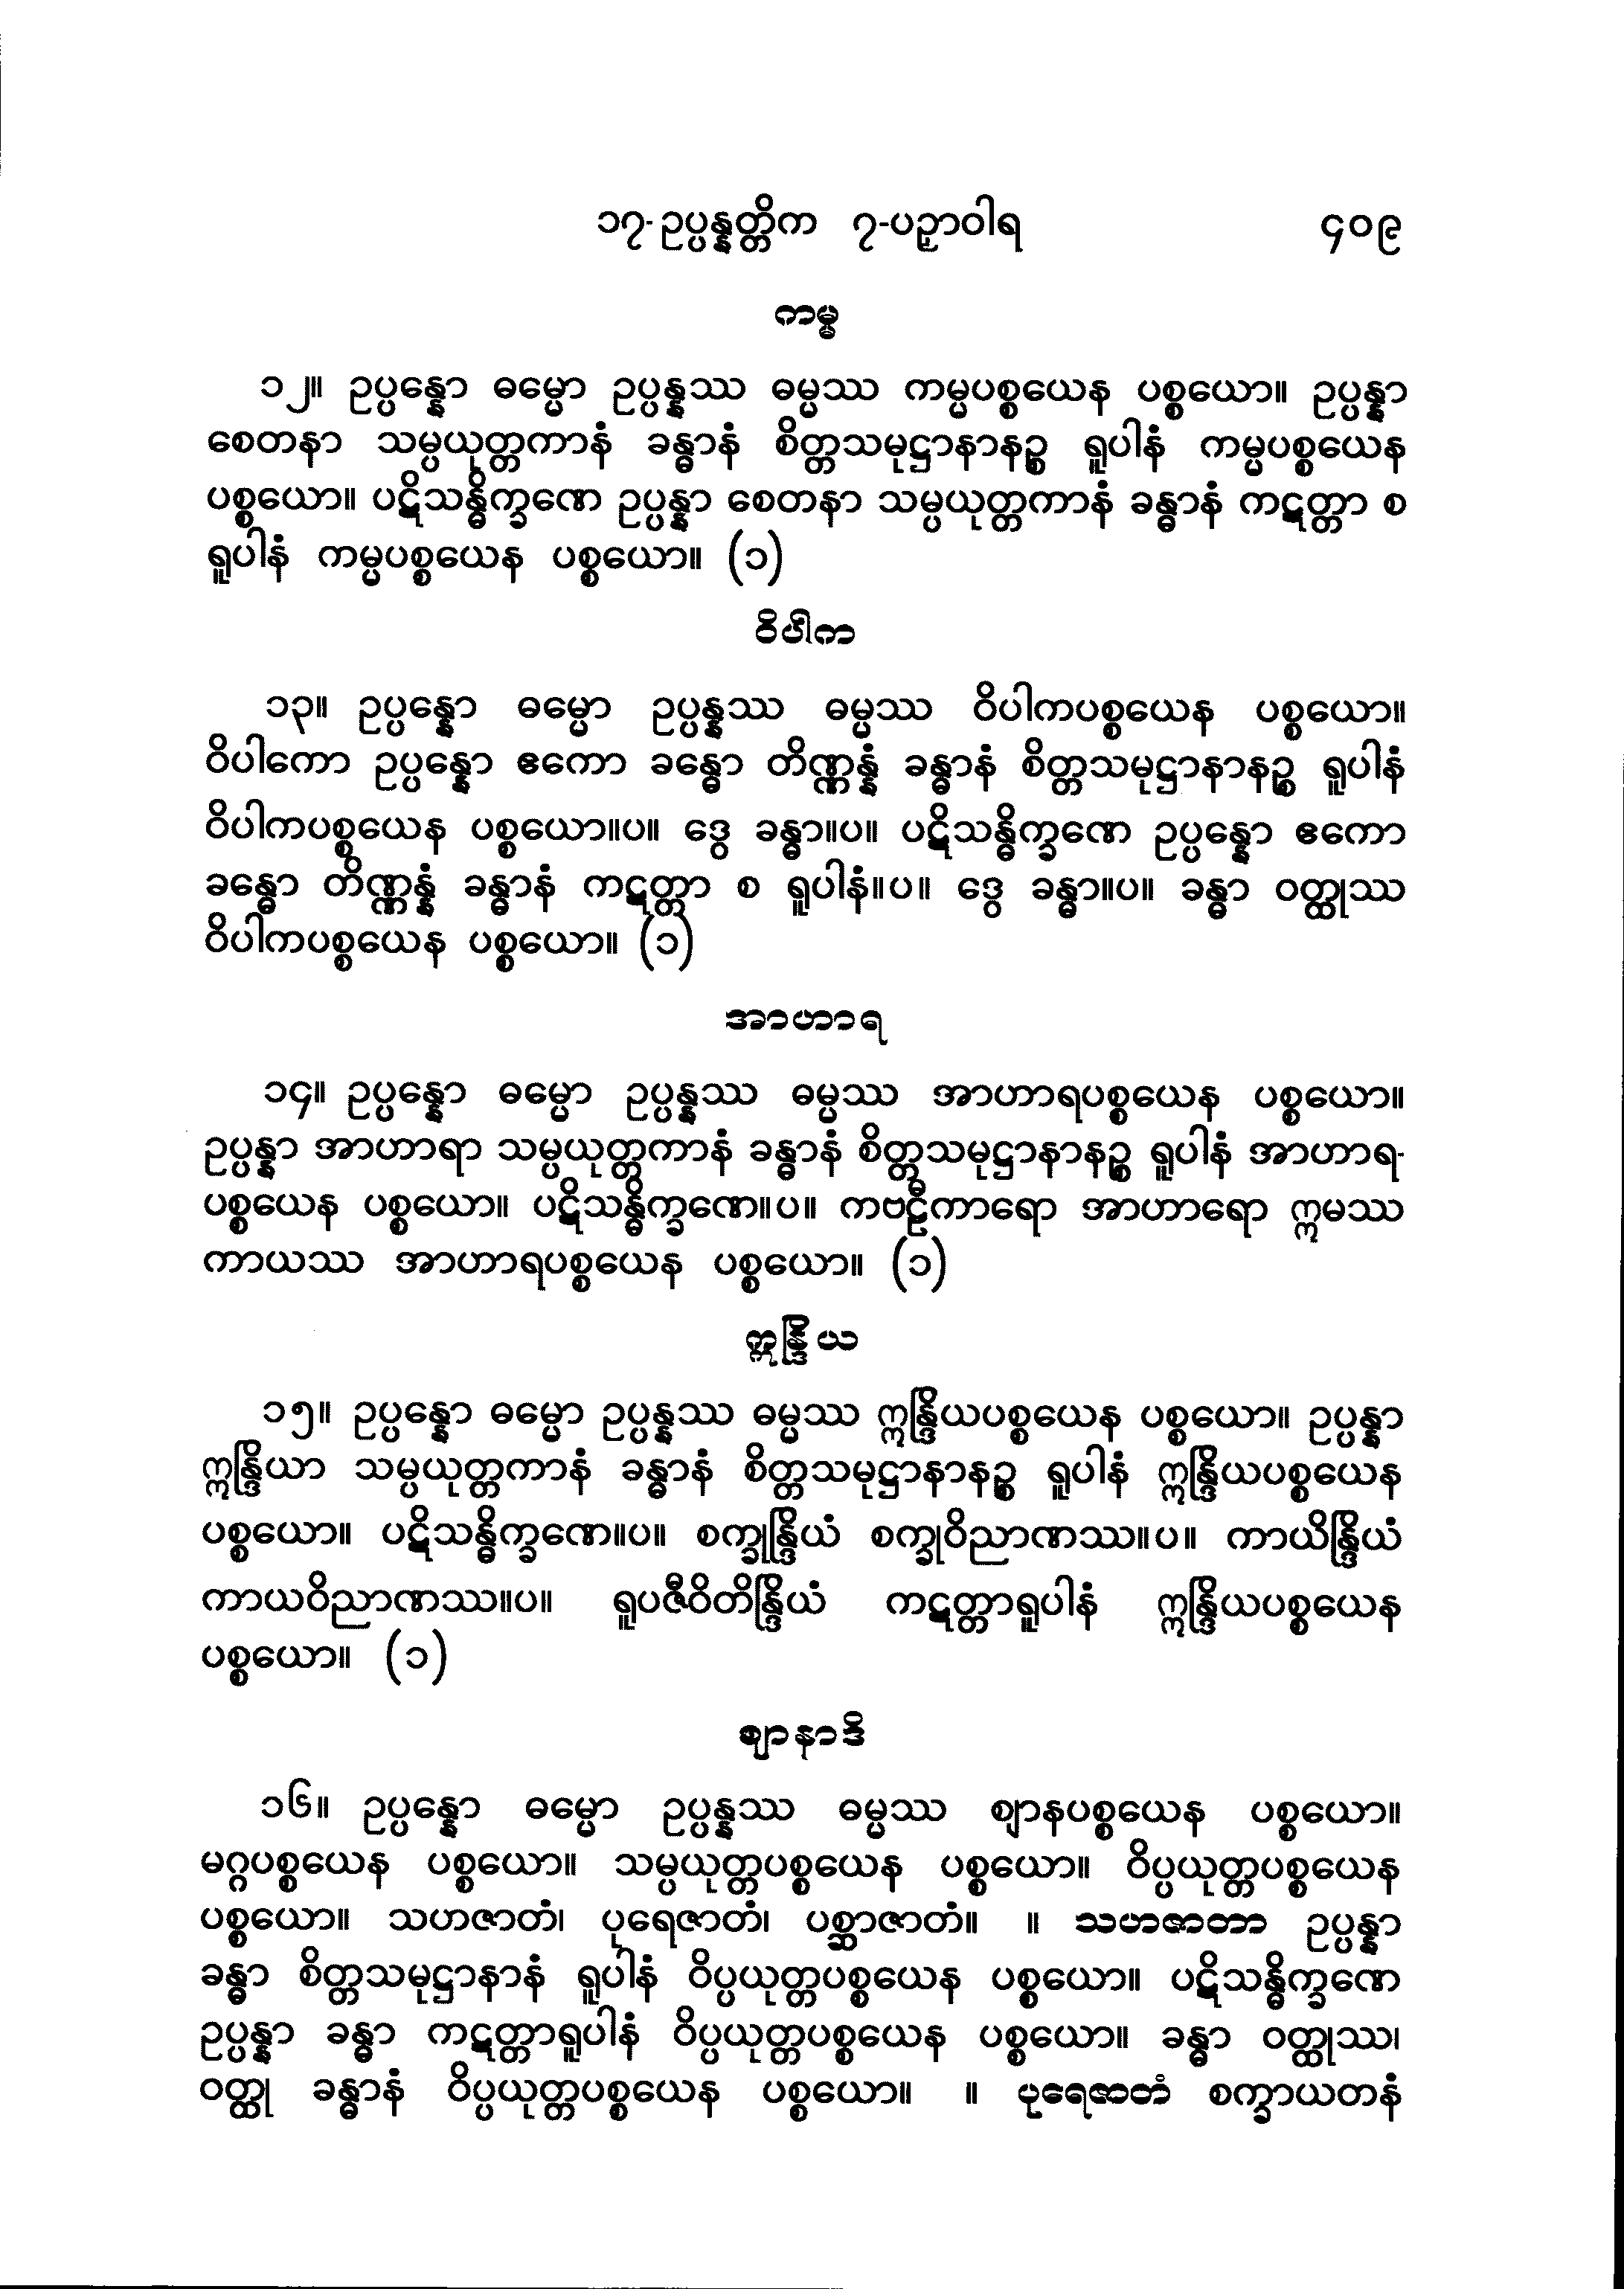 ၁၇-ဥပ္ပန္နတ္တိက ၇-ပဉှာဝါရ ၄၀၉
ကမ္မ
၁၂။ ဥပ္ပန္နော ဓမ္မော ဥပ္ပန္နဿ ဓမ္မဿ ကမ္မပစ္စယေန ပစ္စယော။ ဥပ္ပန္နာ
စေတနာ သမ္ပယုတ္တကာနံ ခန္ဓာနံ စိတ္တသမုဋ္ဌာနာနဉ္စ ရူပါနံ ကမ္မပစ္စယေန
ပစ္စယော။ ပဋိသန္ဓိက္ခဏေ ဥပ္ပန္နာ စေတနာ သမ္ပယုတ္တကာနံ ခန္ဓာနံ ကဋတ္တာ စ
ရူပါနံ ကမ္မပစ္စယေန ပစ္စယော။ (၁)
ဝိပါက
၁၃။ ဥပ္ပန္နော ဓမ္မော ဥပ္ပန္နဿ ဓမ္မဿ ဝိပါကပစ္စယေန ပစ္စယော။
ဝိပါကော ဥပ္ပန္နော ဧကော ခန္ဓော တိဏ္ဏန္နံ ခန္ဓာနံ စိတ္တသမုဋ္ဌာနာနဉ္စ ရူပါနံ
ဝိပါကပစ္စယေန ပစ္စယော။ပ။ ဒွေ ခန္ဓာ။ပ။ ပဋိသန္ဓိက္ခဏေ ဥပ္ပန္နော ဧကော
ခန္ဓော တိဏ္ဏန္နံ ခန္ဓာနံ ကဋတ္တာ စ ရူပါနံ။ပ။ ဒွေ ခန္ဓာ။ပ။ ခန္ဓာ ဝတ္ထုဿ
ဝိပါကပစ္စယေန ပစ္စယော။ (၁)
အာဟာရ
၁၄။ ဥပ္ပန္နော ဓမ္မော ဥပ္ပန္နဿ ဓမ္မဿ အာဟာရပစ္စယေန ပစ္စယော။
ဥပ္ပန္နာ အာဟာရာ သမ္ပယုတ္တကာနံ ခန္ဓာနံ စိတ္တသမုဋ္ဌာနာနဉ္စ ရူပါနံ အာဟာရ-
ပစ္စယေန ပစ္စယော။ ပဋိသန္ဓိက္ခဏေ။ပ။ ကဗဠီကာရော အာဟာရော ဣမဿ
ကာယဿ အာဟာရပစ္စယေန ပစ္စယော။ (၁)
ဣန္ဒြိယ
၁၅။ ဥပ္ပန္နော ဓမ္မော ဥပ္ပန္နဿ ဓမ္မဿ ဣန္ဒြိယပစ္စယေန ပစ္စယော။ ဥပ္ပန္နာ
ဣန္ဒြိယာ သမ္ပယုတ္တကာနံ ခန္ဓာနံ စိတ္တသမုဋ္ဌာနာနဉ္စ ရူပါနံ ဣန္ဒြိယပစ္စယေန
ပစ္စယော။ ပဋိသန္ဓိက္ခဏေ။ပ။ စက္ခုန္ဒြိယံ စက္ခုဝိညာဏဿ။ပ။ ကာယိန္ဒြိယံ
ကာယဝိညာဏဿ။ပ။ ရူပဇီဝိတိန္ဒြိယံ ကဋတ္တာရူပါနံ ဣန္ဒြိယပစ္စယေန
ပစ္စယော။ (၁)
ဈာနာဒိ
၁၆။ ဥပ္ပန္နော ဓမ္မော ဥပ္ပန္နဿ ဓမ္မဿ ဈာနပစ္စယေန ပစ္စယော။
မဂ္ဂပစ္စယေန ပစ္စယော။ သမ္ပယုတ္တပစ္စယေန ပစ္စယော။ ဝိပ္ပယုတ္တပစ္စယေန
ပစ္စယော။ သဟဇာတံ၊ ပုရေဇာတံ၊ ပစ္ဆာဇာတံ။ ။ သဟဇာတာ ဥပ္ပန္နာ
ခန္ဓာ စိတ္တသမုဋ္ဌာနာနံ ရူပါနံ ဝိပ္ပယုတ္တပစ္စယေန ပစ္စယော။ ပဋိသန္ဓိက္ခဏေ
ဥပ္ပန္နာ ခန္ဓာ ကဋတ္တာရူပါနံ ဝိပ္ပယုတ္တပစ္စယေန ပစ္စယော။ ခန္ဓာ ဝတ္ထုဿ၊
ဝတ္ထု ခန္ဓာနံ ဝိပ္ပယုတ္တပစ္စယေန ပစ္စယော။ ။ ပုရေဇာတံ စက္ခာယတနံ